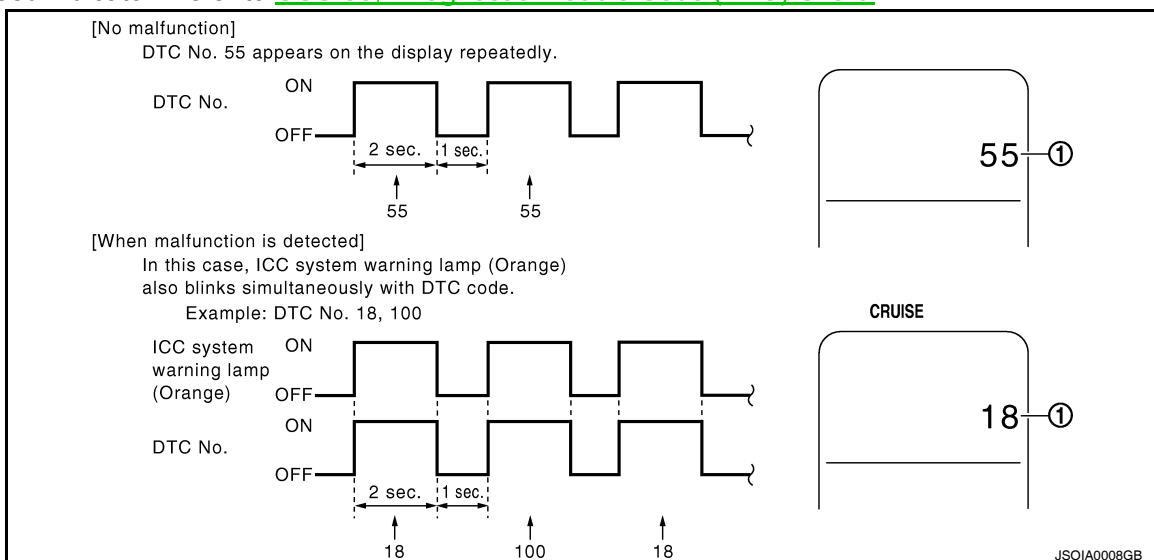 [No malfunction]
DTC No. 55 appears on the display repeatedly.
DTC No.
ON
OFF
2 sec.
1 sec.
55
55
55
①
[When malfunction is detected]
In this case, ICC system warning lamp (Orange)
also blinks simultaneously with DTC code.
Example: DTC No. 18, 100
CRUISE
ICC system
warning lamp
(Orange)
ON
OFF
DTC No.
ON
OFF
2 sec.
1 sec.
18
100
18
18
①
JSOIA0008GB